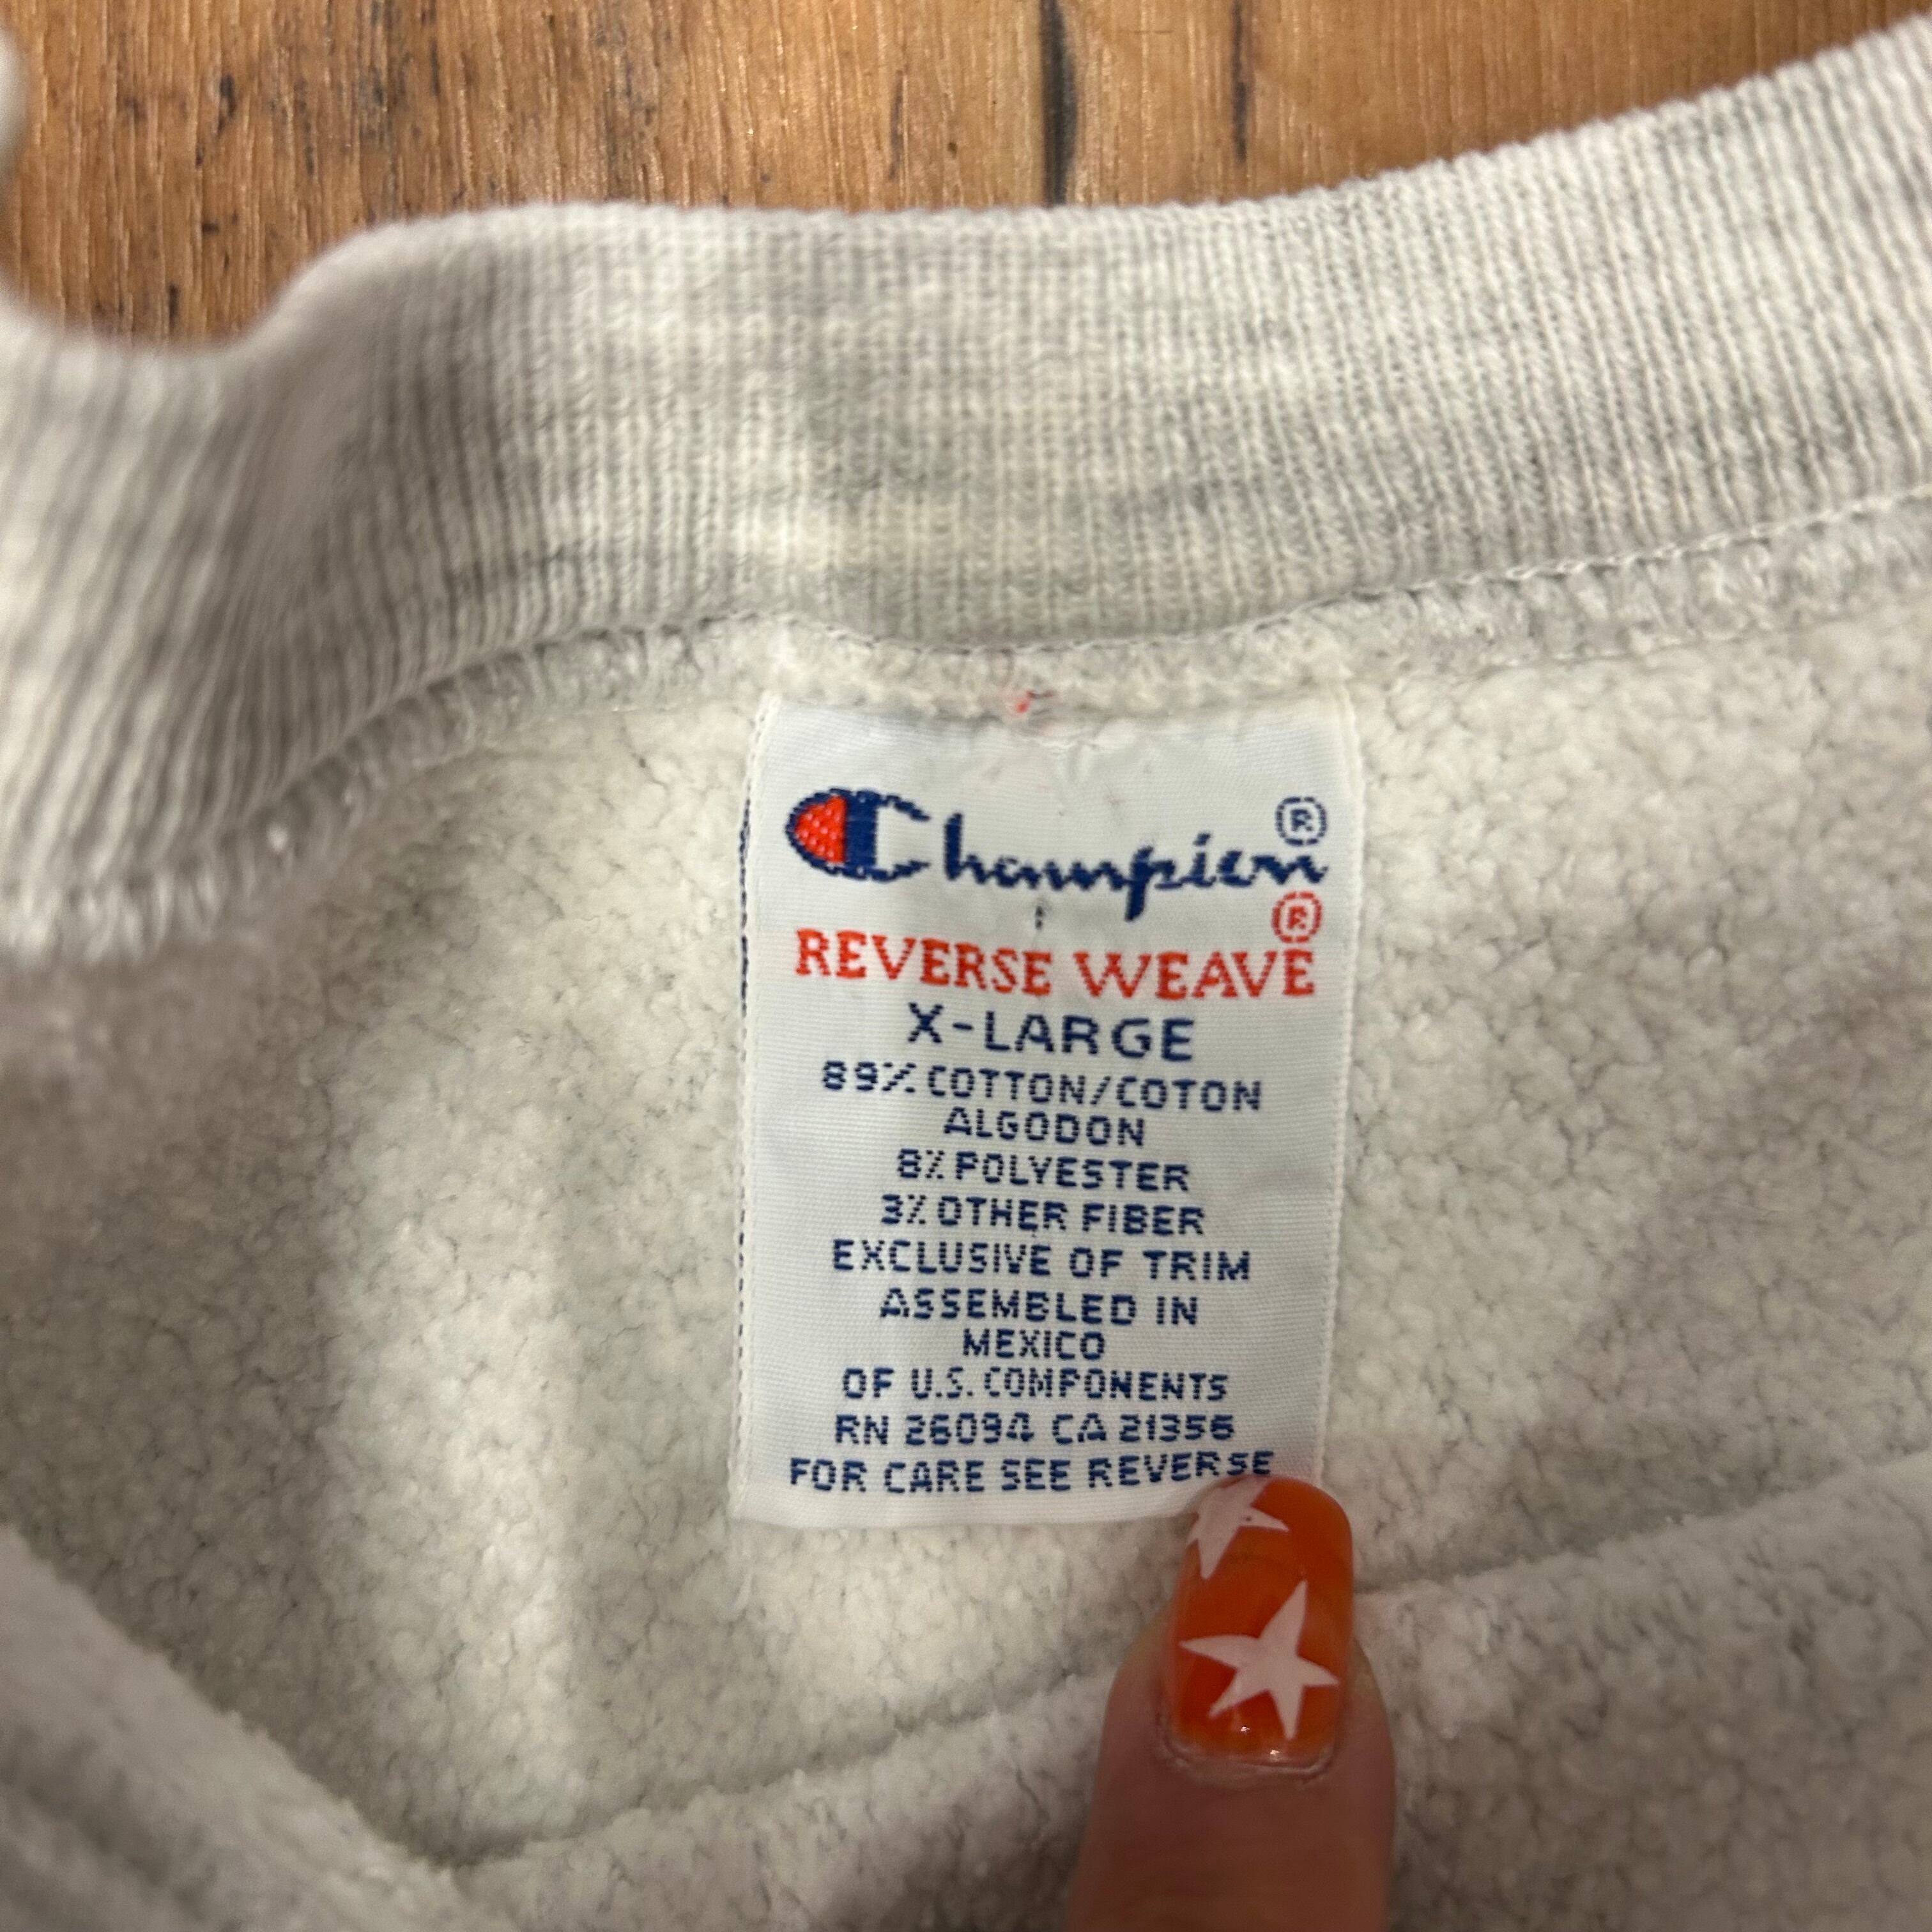 Champion®
REVERSE WEAVE®
X-LARGE
89% COTTON/COTON
ALGODON
8% POLYESTER
3% OTHER FIBER
EXCLUSIVE OF TRIM
ASSEMBLED IN
MEXICO
OF U.S. COMPONENTS
RN 26094 CA 21356
FOR CARE SEE REVERSE